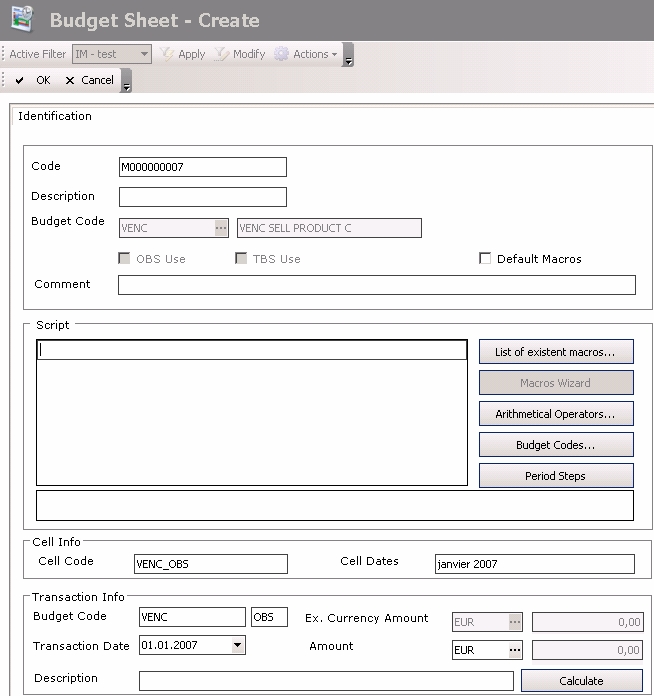 Budget Sheet - Create
Active Filter IM - test Apply Modify Actions
OK Cancel
Identification
Code M000000007
Description
Budget Code VENC ... VENC SELL PRODUCT C
OBS Use TBS Use Default Macros
Comment
Script
List of existent macros...
Macros Wizard
Arithmetical Operators...
Budget Codes...
Period Steps
Cell Info
Cell Code VENC_OBS Cell Dates janvier 2007
Transaction Info
Budget Code VENC OBS Ex. Currency Amount EUR ... 0,00
Transaction Date 01.01.2007 Amount EUR ... 0,00
Description Calculate